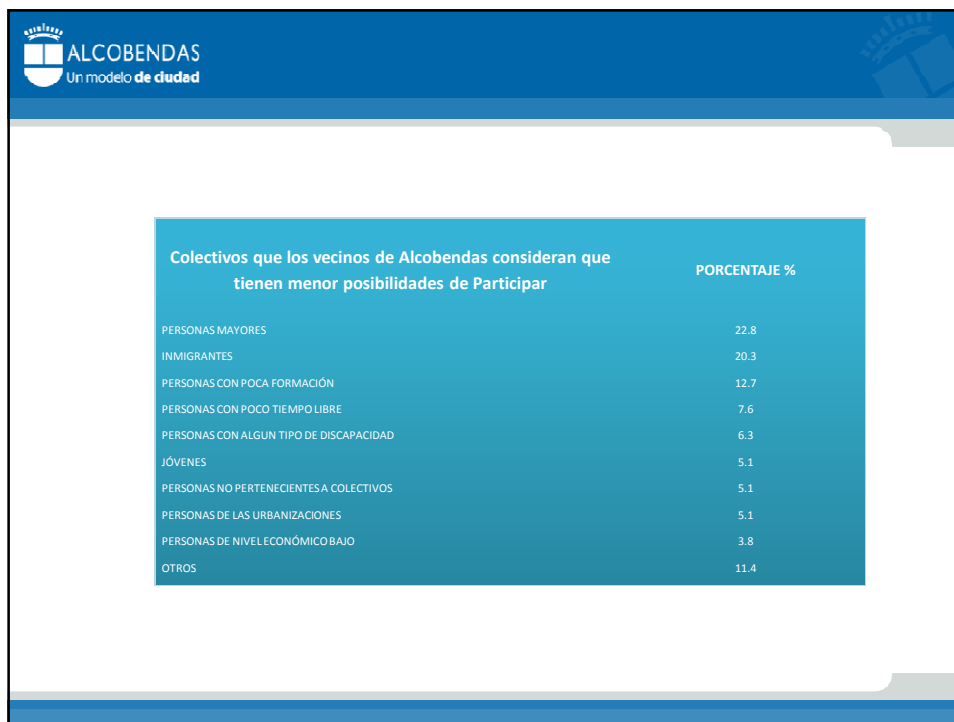 ALCOBENDAS
Un modelo de ciudad
Colectivos que los vecinos de Alcobendas consideran que
tienen menor posibilidades de Participar
PORCENTAJE %
PERSONAS MAYORES 22.8
INMIGRANTES 20.3
PERSONAS CON POCA FORMACIÓN 12.7
PERSONAS CON POCO TIEMPO LIBRE 7.6
PERSONAS CON ALGUN TIPO DE DISCAPACIDAD 6.3
JÓVENES 5.1
PERSONAS NO PERTENECIENTES A COLECTIVOS 5.1
PERSONAS DE LAS URBANIZACIONES 5.1
PERSONAS DE NIVEL ECONÓMICO BAJO 3.8
OTROS 11.4